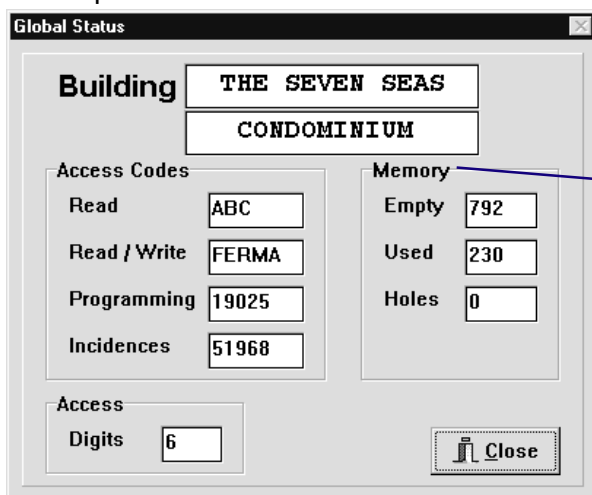 Global Status
Building THE SEVEN SEAS
CONDOMINIUM
Access Codes
Read ABC
Read / Write FERMA
Programming 19025
Incidences 51968
Memory
Empty 792
Used 230
Holes 0
Access
Digits 6
Close